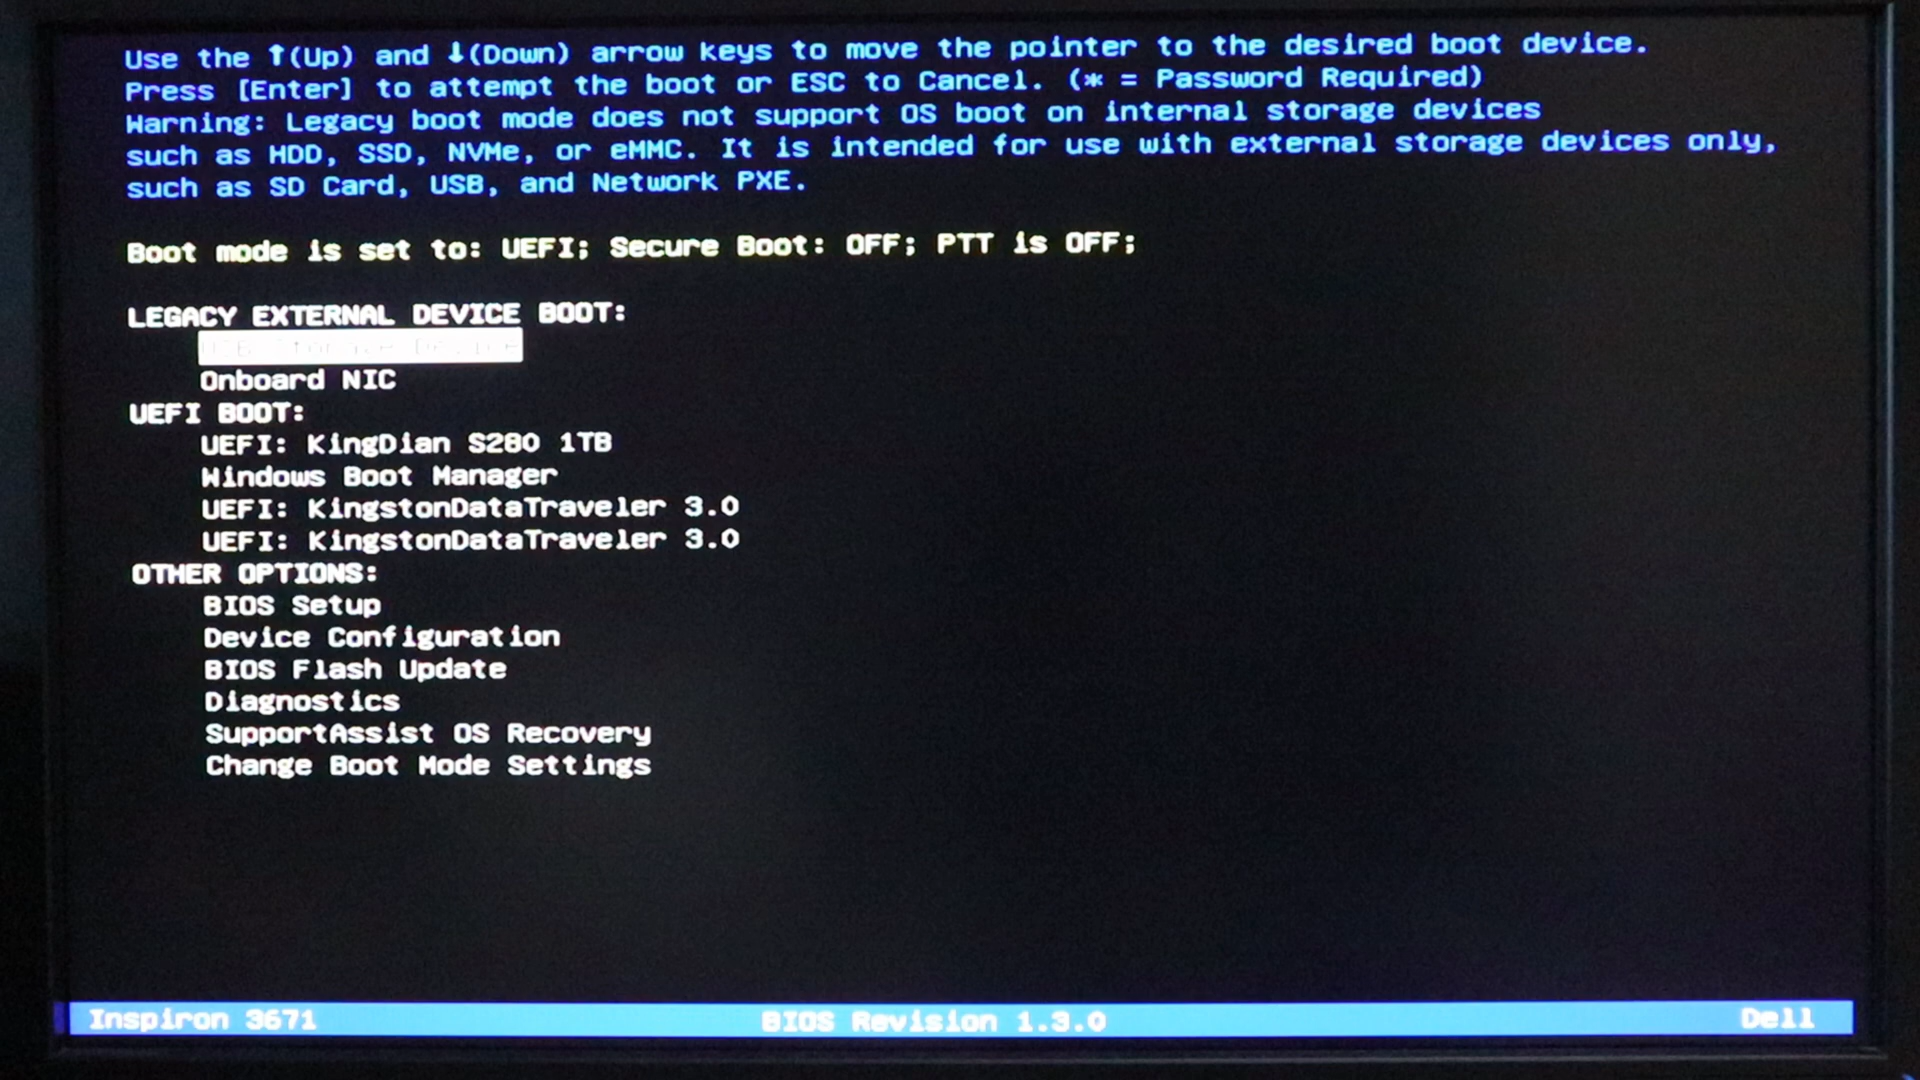 Use the ↑(Up) and ↓(Down) arrow keys to move the pointer to the desired boot device.
Press [Enter] to attempt the boot or ESC to Cancel. (* = Password Required)
Warning: Legacy boot mode does not support OS boot on internal storage devices
such as HDD, SSD, NVMe, or eMMC. It is intended for use with external storage devices only,
such as SD Card, USB, and Network PXE.
Boot mode is set to: UEFI; Secure Boot: OFF; PTT is OFF;
LEGACY EXTERNAL DEVICE BOOT:
USB Storage Device
Onboard NIC
UEFI BOOT:
UEFI: KingDian S280 1TB
Windows Boot Manager
UEFI: KingstonDataTraveler 3.0
UEFI: KingstonDataTraveler 3.0
OTHER OPTIONS:
BIOS Setup
Device Configuration
BIOS Flash Update
Diagnostics
SupportAssist OS Recovery
Change Boot Mode Settings
Inspiron 3671 BIOS Revision 1.3.0 Dell